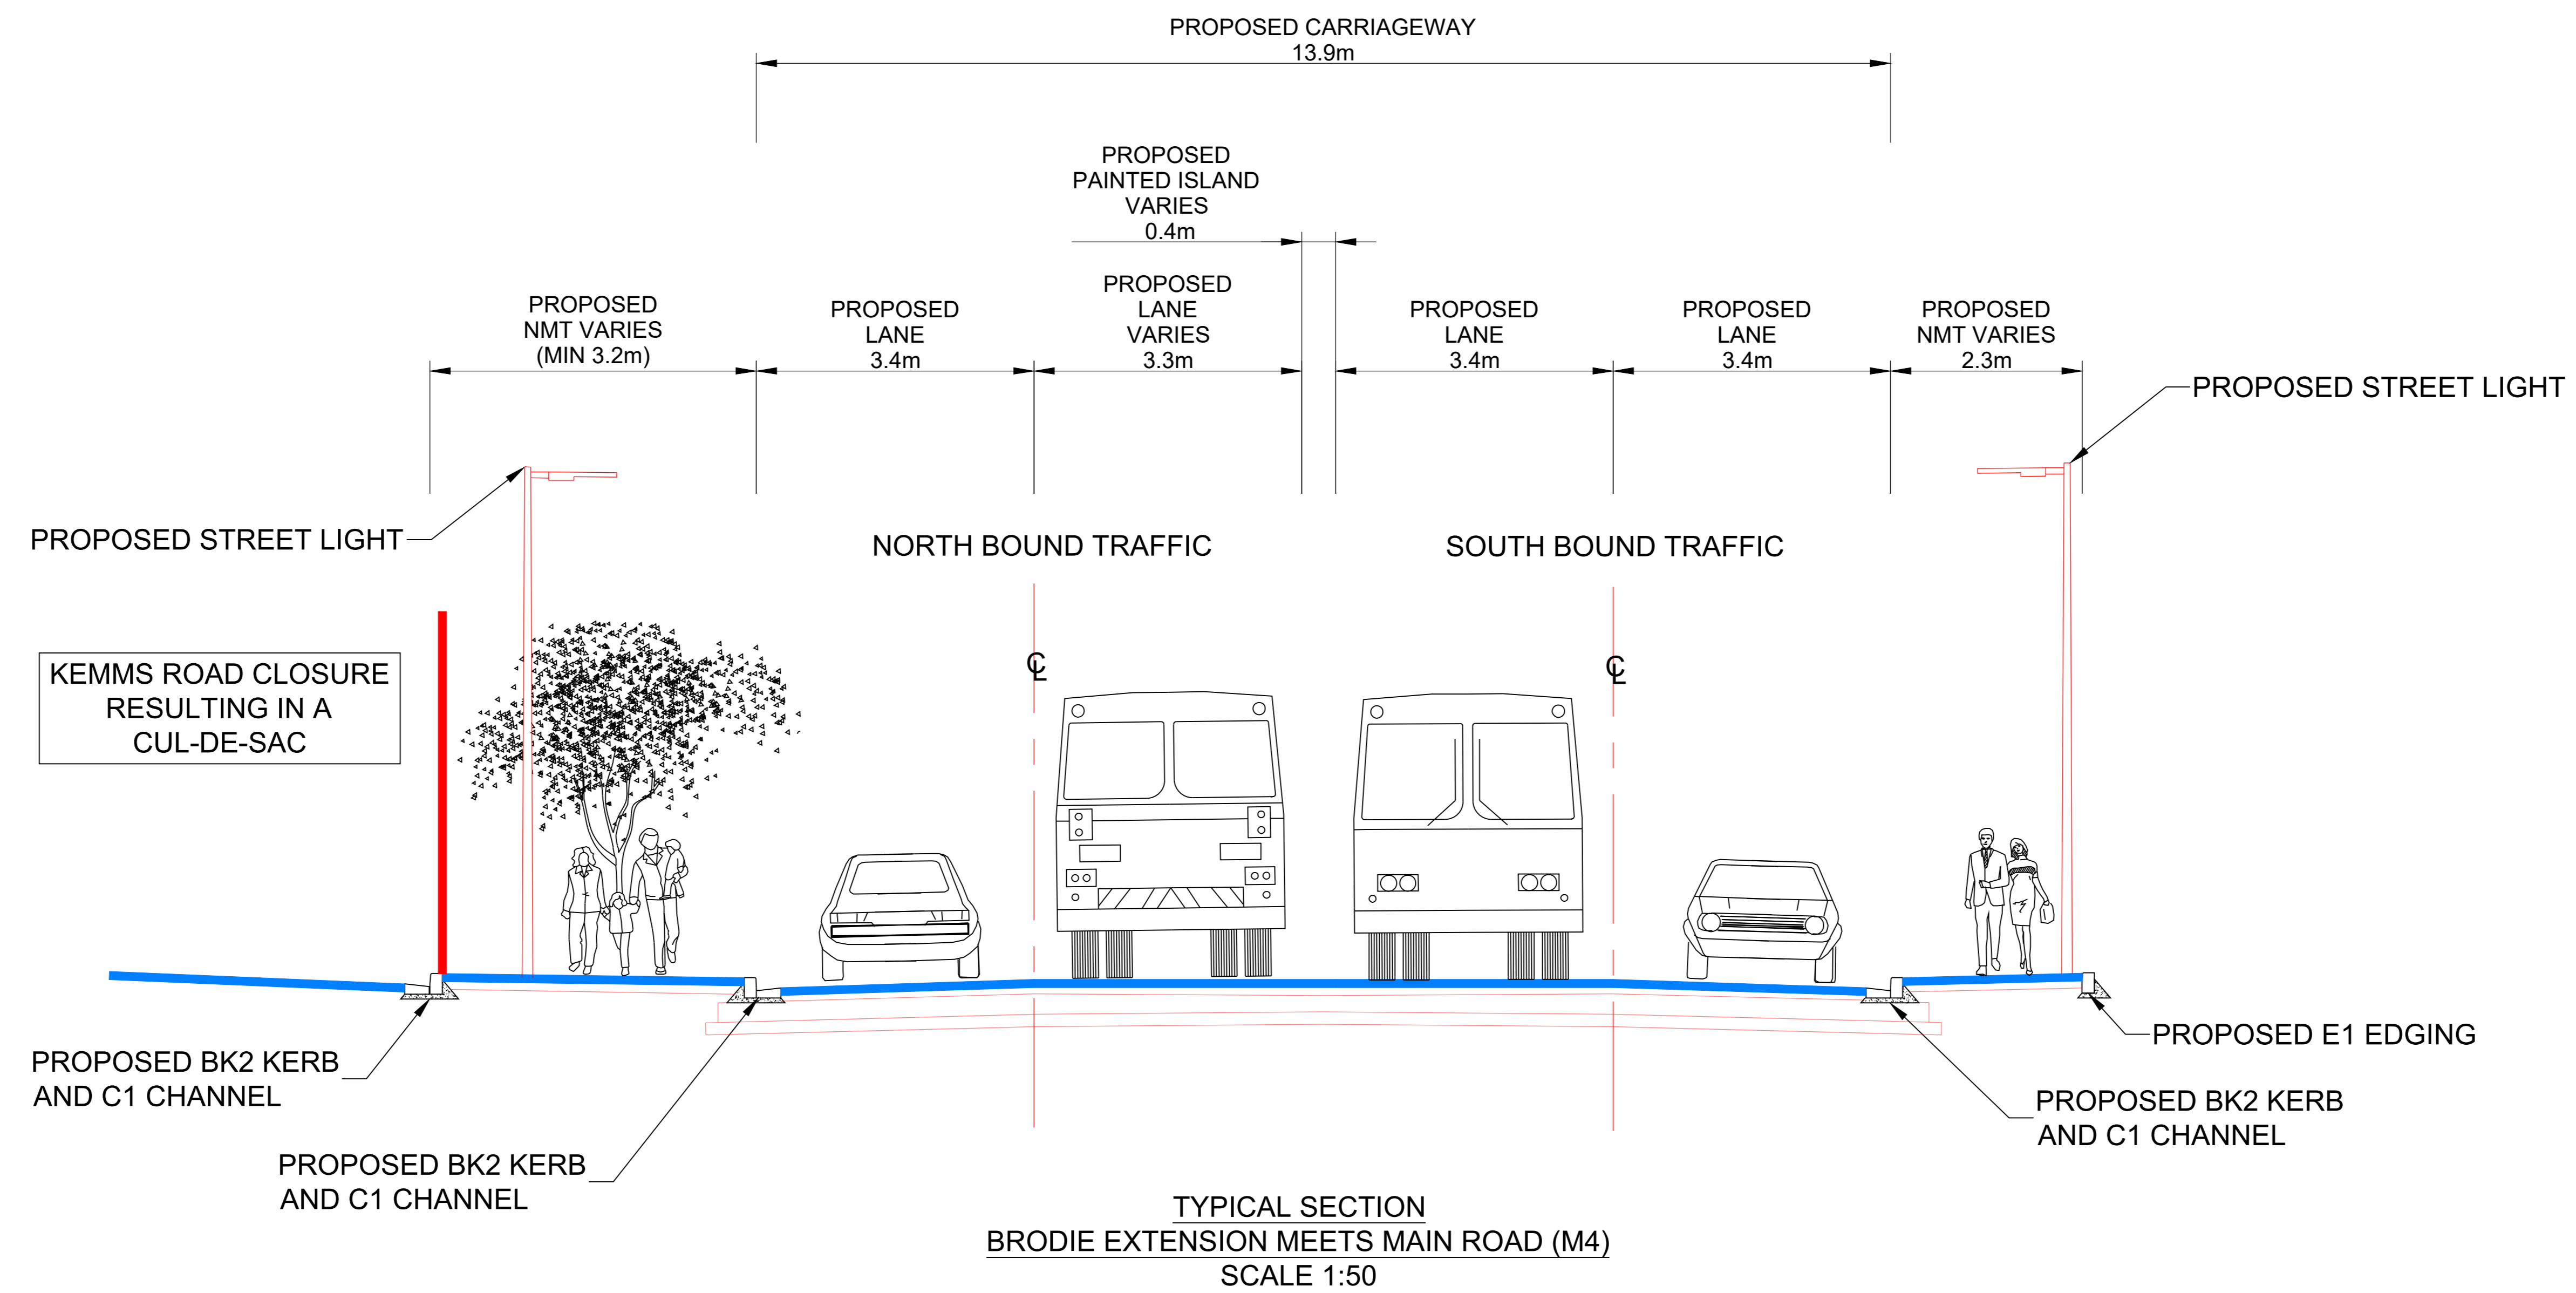 PROPOSED CARRIAGEWAY
13.9m
PROPOSED
PAINTED ISLAND
VARIES
0.4m
PROPOSED
NMT VARIES
(MIN 3.2m)
PROPOSED
LANE
3.4m
PROPOSED
LANE
VARIES
3.3m
PROPOSED
LANE
3.4m
PROPOSED
LANE
3.4m
PROPOSED
NMT VARIES
2.3m
PROPOSED STREET LIGHT
PROPOSED STREET LIGHT
NORTH BOUND TRAFFIC
SOUTH BOUND TRAFFIC
KEMMS ROAD CLOSURE
RESULTING IN A
CUL-DE-SAC
℄
℄
PROPOSED BK2 KERB
AND C1 CHANNEL
PROPOSED BK2 KERB
AND C1 CHANNEL
PROPOSED E1 EDGING
PROPOSED BK2 KERB
AND C1 CHANNEL
TYPICAL SECTION
BRODIE EXTENSION MEETS MAIN ROAD (M4)
SCALE 1:50